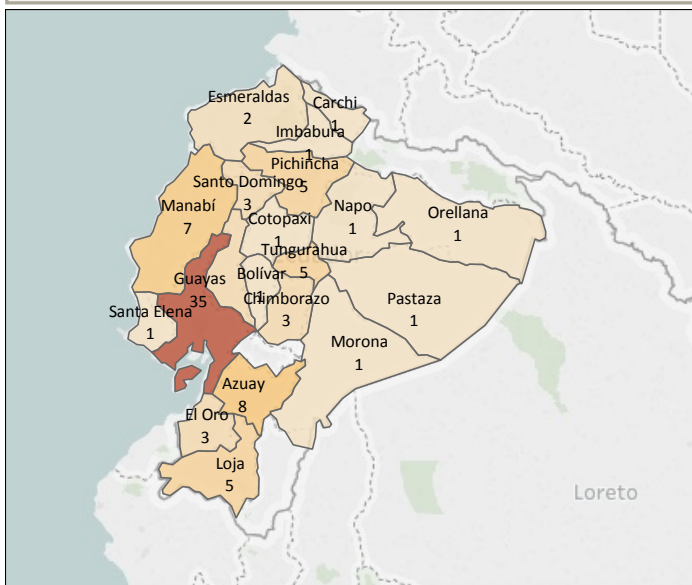 Esmeraldas
2
Carchi
1
Imbabura
1
Pichincha
5
Santo Domingo
3
Manabí
7
Cotopaxi
1
Napo
1
Orellana
1
Tungurahua
5
Guayas
35
Bolívar
1
Chimborazo
3
Pastaza
1
Santa Elena
1
Morona
1
Azuay
8
El Oro
3
Loja
5
Loreto